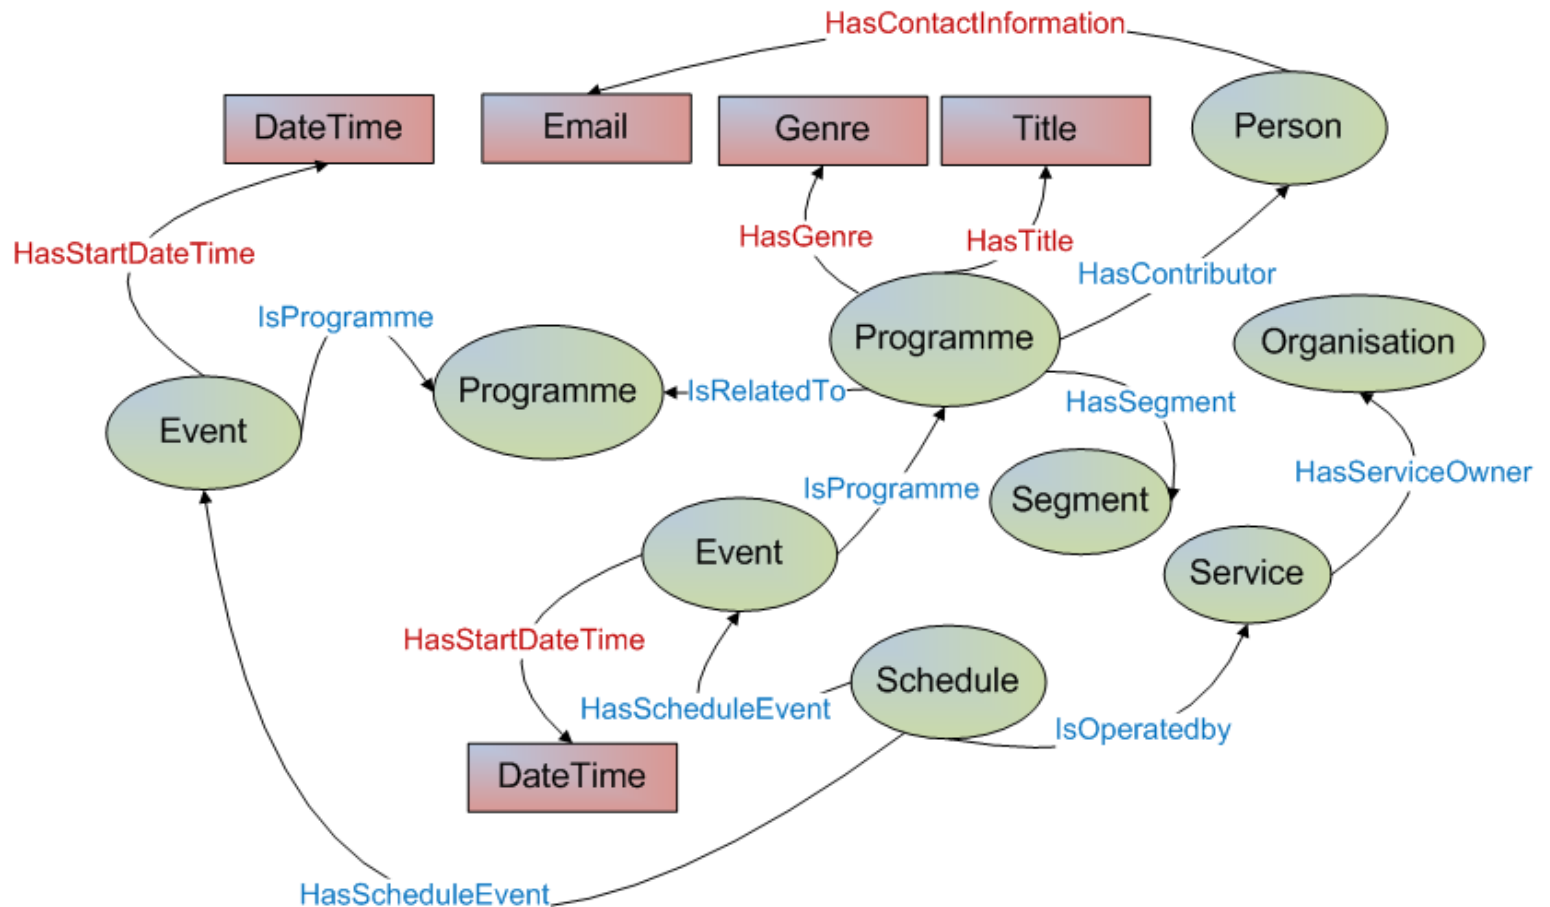 HasContactInformation
DateTime
Email
Genre
Title
Person
HasStartDateTime
HasGenre
HasTitle
HasContributor
IsProgramme
Programme
Organisation
Programme
IsRelatedTo
HasSegment
Event
HasServiceOwner
IsProgramme
Segment
Event
Service
HasStartDateTime
Schedule
HasScheduleEvent
IsOperatedby
DateTime
HasScheduleEvent